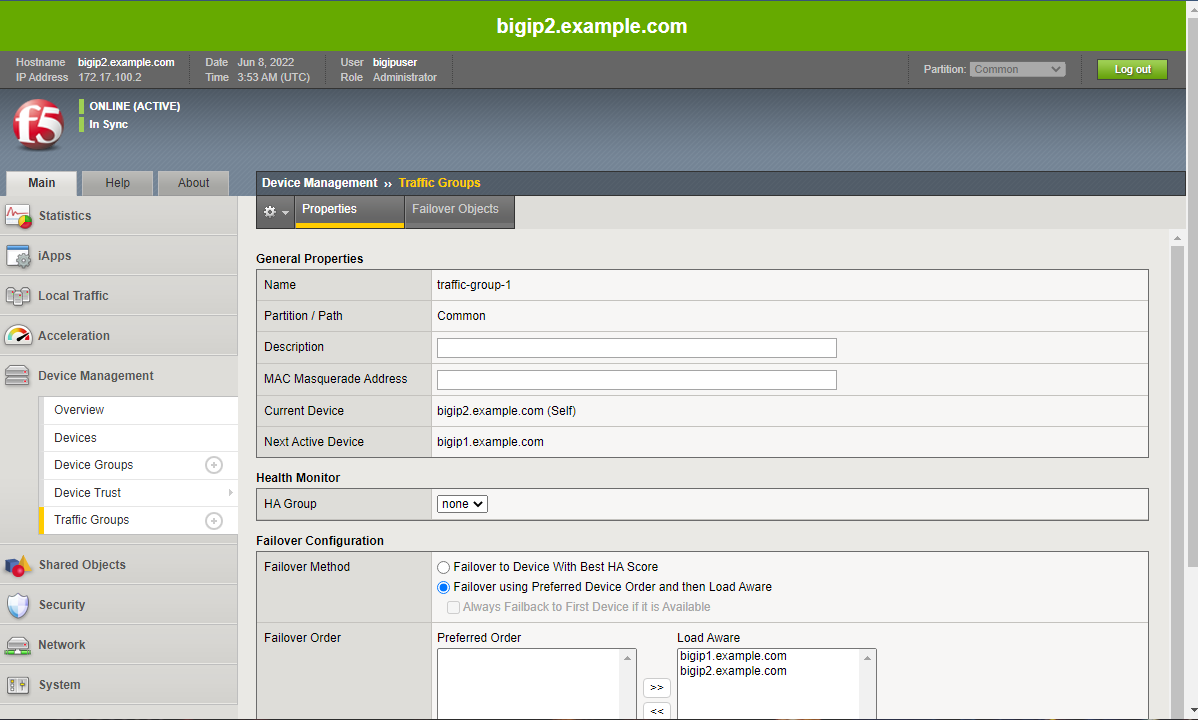 bigip2.example.com
Hostname bigip2.example.com Date Jun 8, 2022 User bigipuser
IP Address 172.17.100.2 Time 3:53 AM (UTC) Role Administrator
Partition: Common Log out
f5
ONLINE (ACTIVE)
In Sync
Main Help About
Device Management ›› Traffic Groups
Properties Failover Objects
Statistics
iApps
Local Traffic
Acceleration
Device Management
Overview
Devices
Device Groups
Device Trust
Traffic Groups
Shared Objects
Security
Network
System
General Properties
Name traffic-group-1
Partition / Path Common
Description
MAC Masquerade Address
Current Device bigip2.example.com (Self)
Next Active Device bigip1.example.com
Health Monitor
HA Group none
Failover Configuration
Failover Method Failover to Device With Best HA Score
Failover using Preferred Device Order and then Load Aware
Always Failback to First Device if it is Available
Failover Order Preferred Order Load Aware
bigip1.example.com
bigip2.example.com
>>
<<